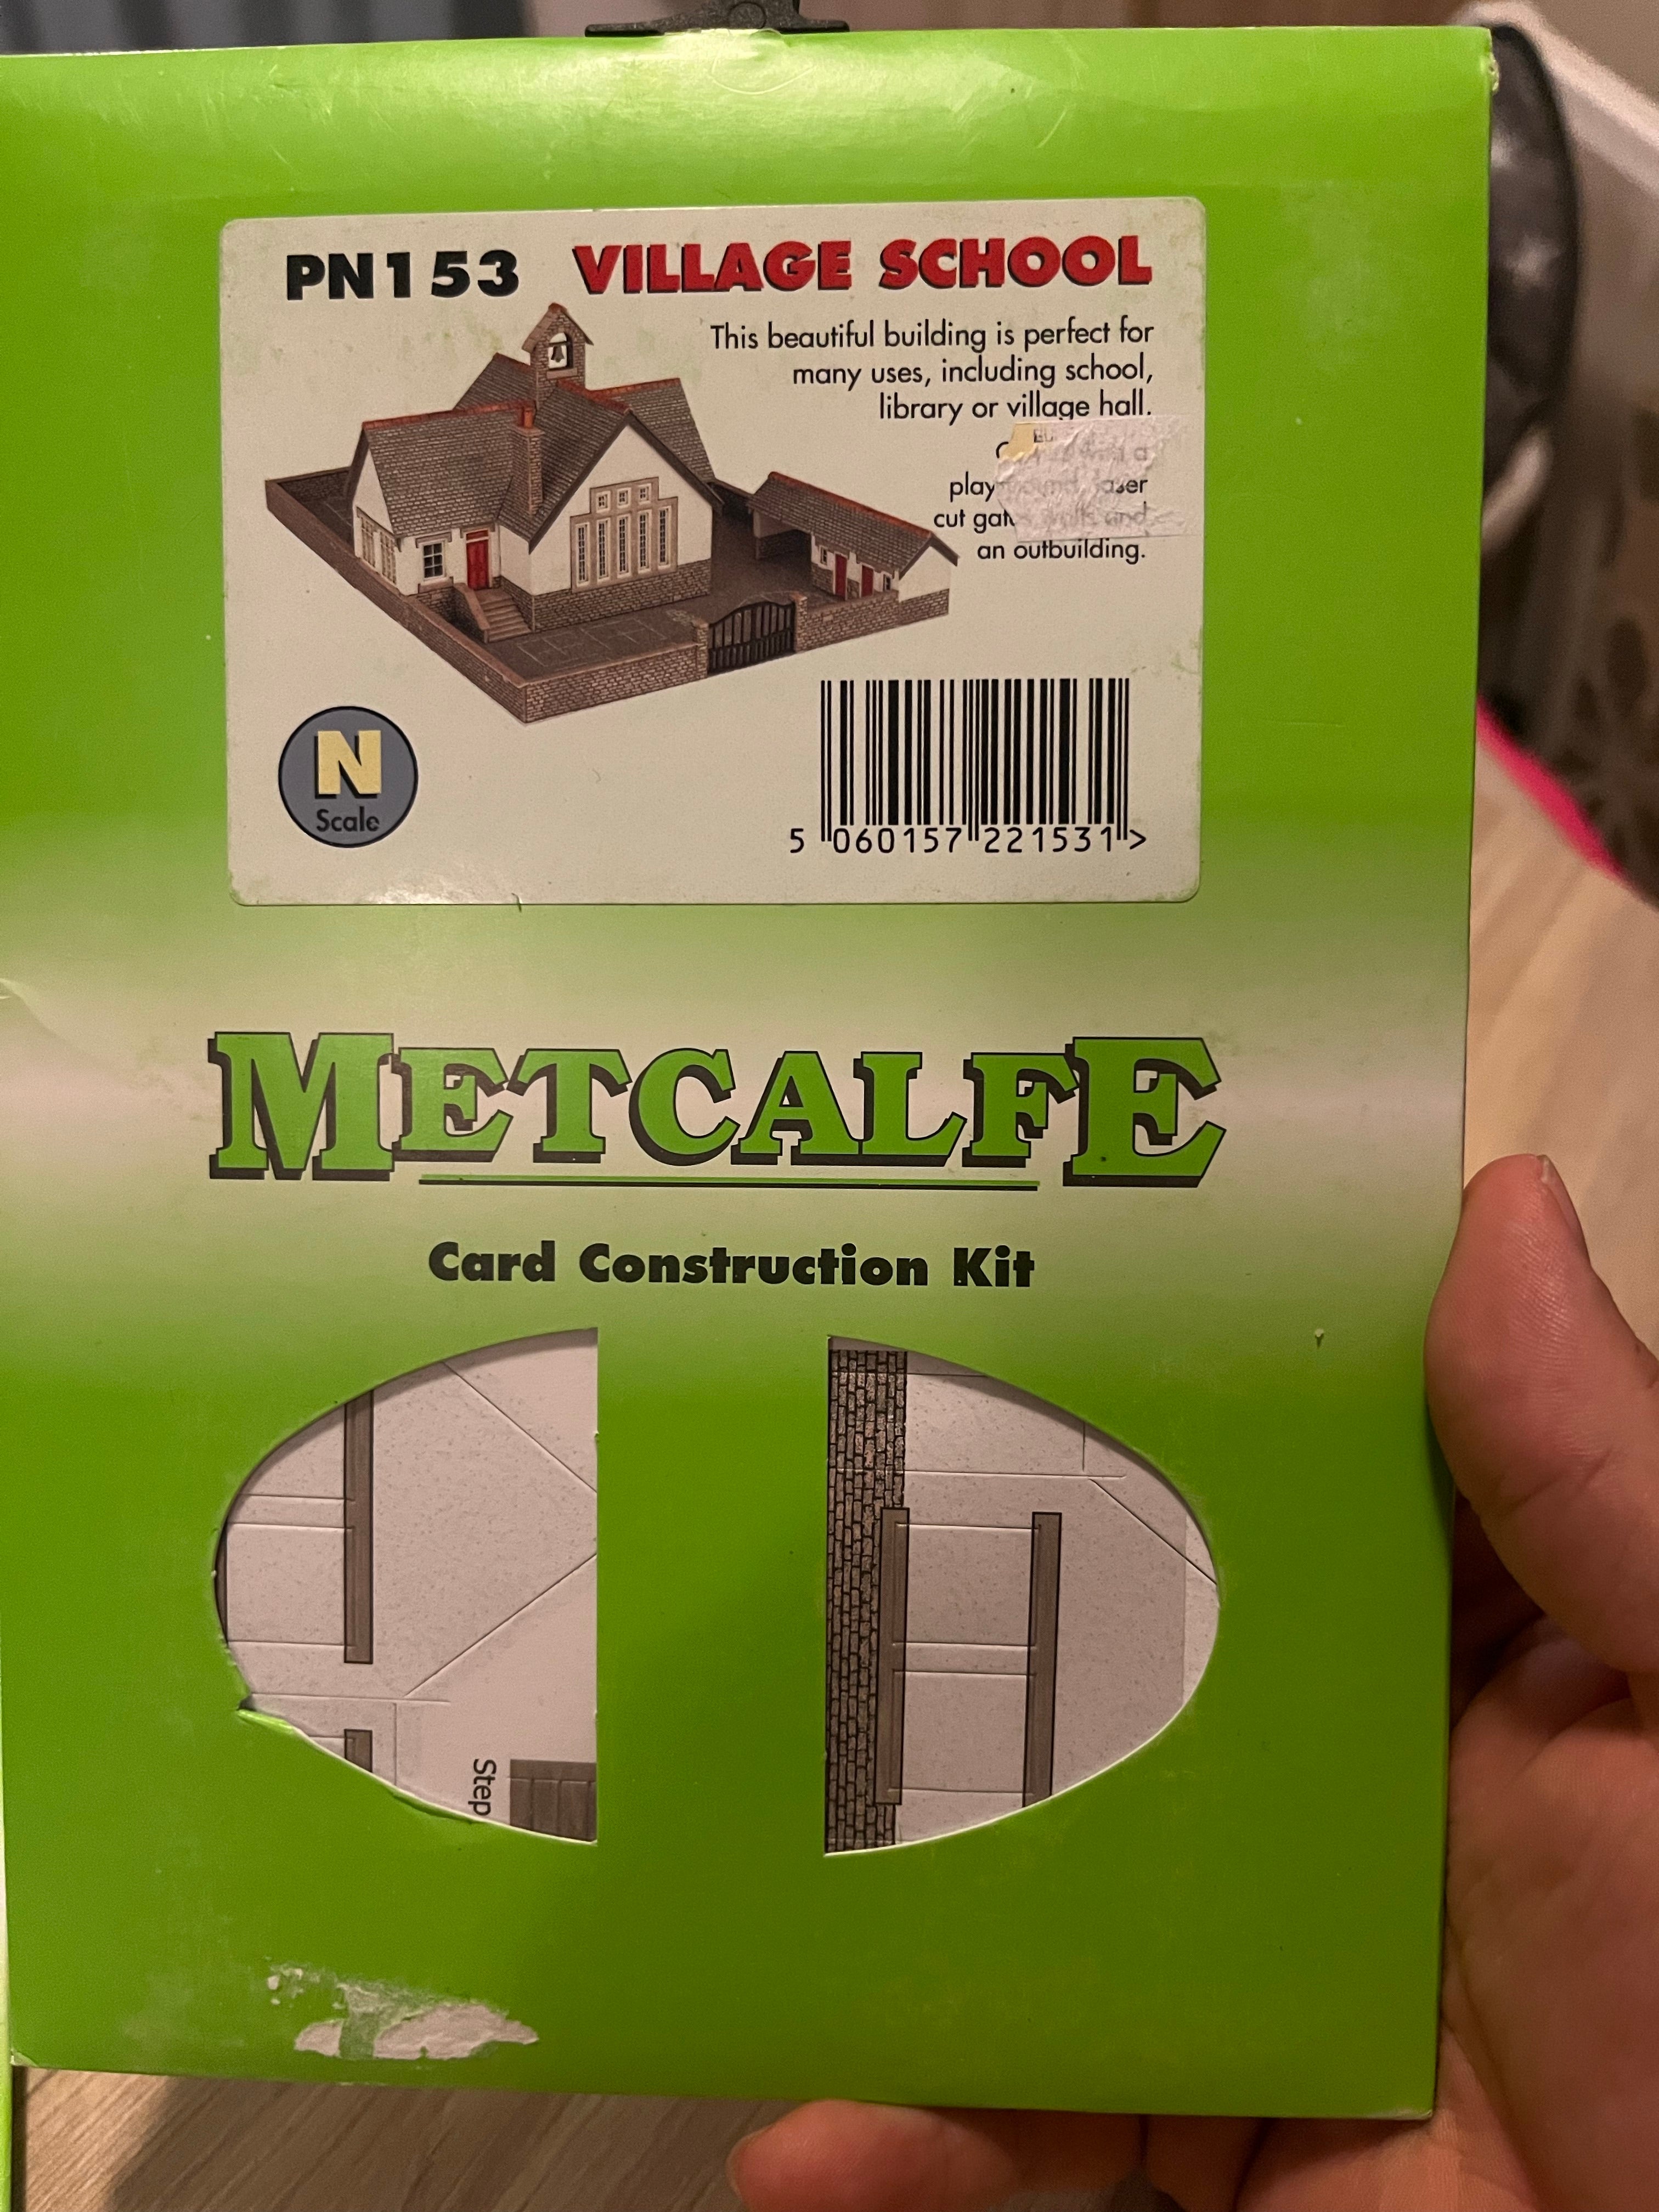 PN153 VILLAGE SCHOOL
This beautiful building is perfect for
many uses, including school,
library or village hall.
a
cut
an outbuilding.
N
Scale
5 060157 221531 >
METCALFE
Card Construction Kit
Step